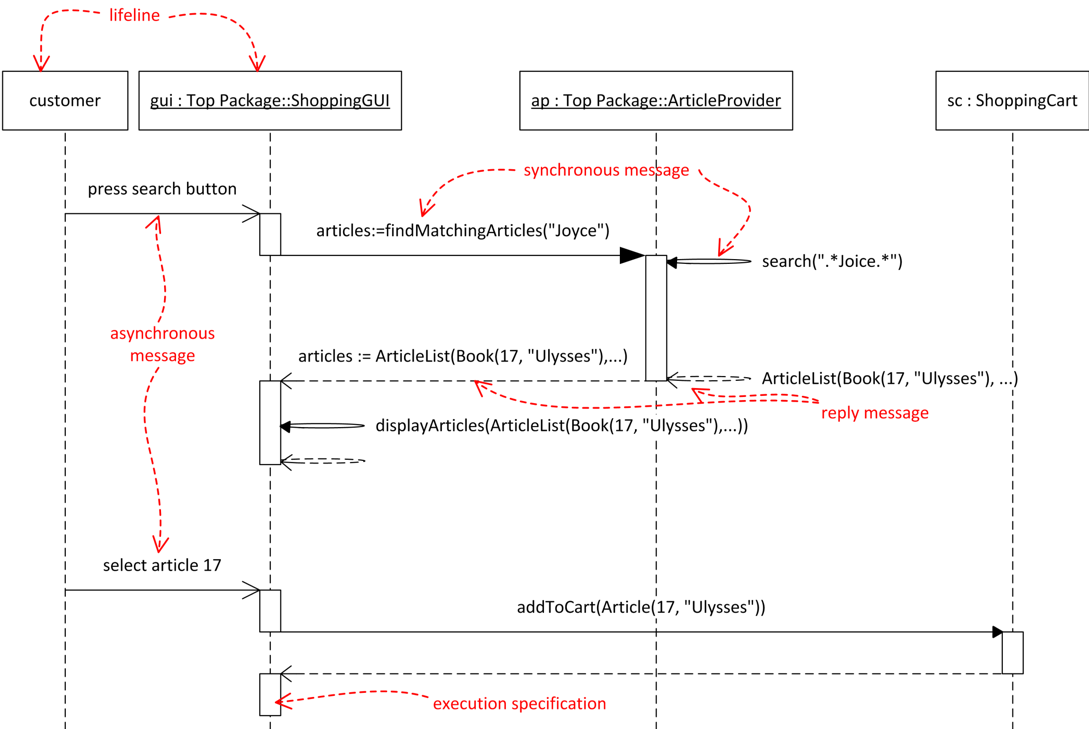 lifeline
customer
gui : Top Package::ShoppingGUI
ap : Top Package::ArticleProvider
sc : ShoppingCart
synchronous message
press search button
articles:=findMatchingArticles("Joyce")
search(".*Joice.*")
asynchronous
message
articles := ArticleList(Book(17, "Ulysses"),...)
ArticleList(Book(17, "Ulysses"), ...)
reply message
displayArticles(ArticleList(Book(17, "Ulysses"),...))
select article 17
addToCart(Article(17, "Ulysses"))
execution specification